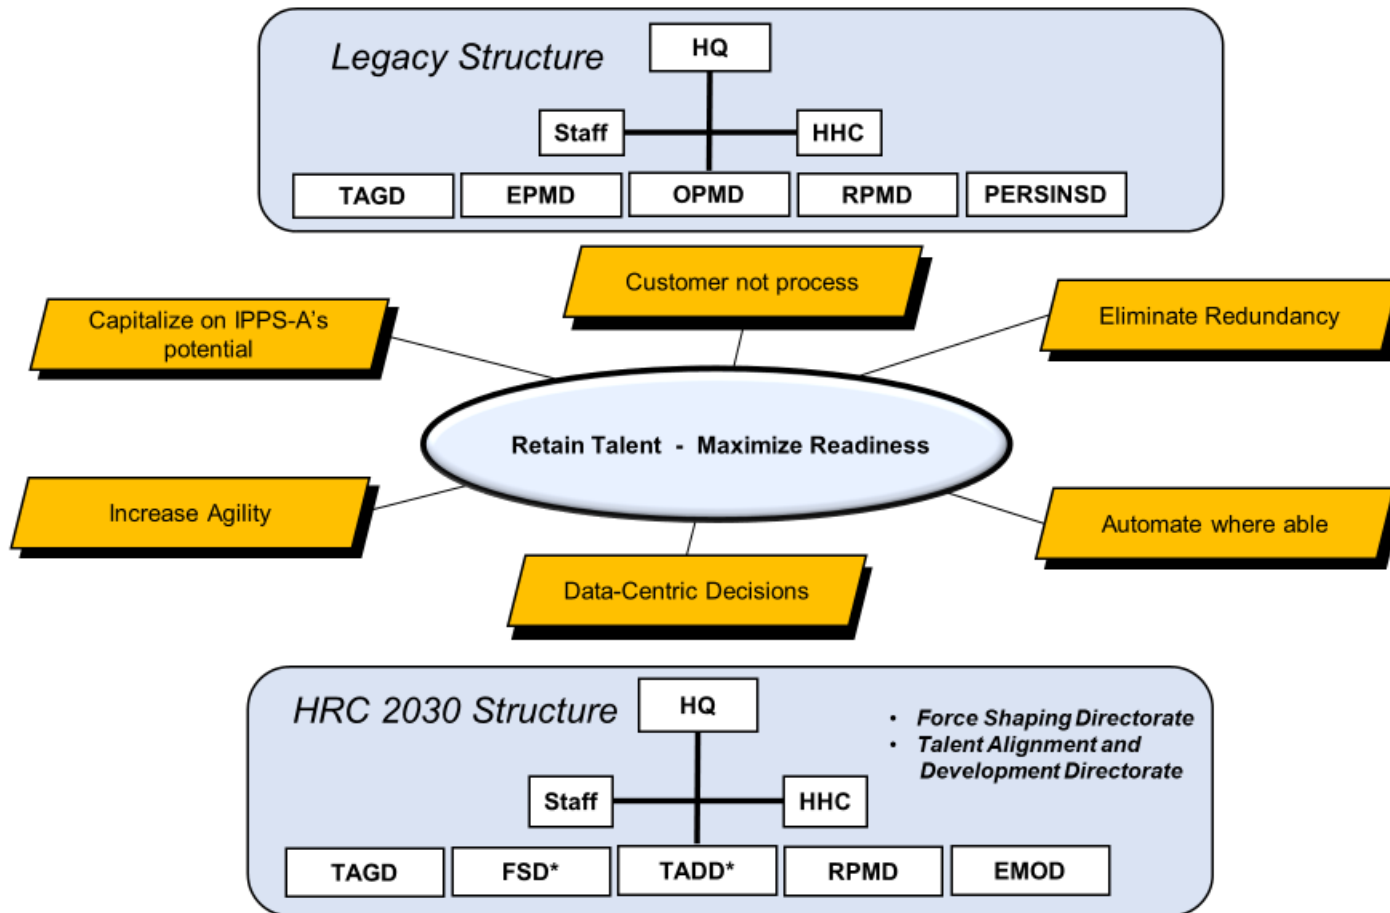 Legacy Structure
HQ
Staff
HHC
TAGD
EPMD
OPMD
RPMD
PERSINSD
Customer not process
Capitalize on IPPS-A's
potential
Eliminate Redundancy
Retain Talent - Maximize Readiness
Increase Agility
Automate where able
Data-Centric Decisions
HRC 2030 Structure
HQ
• Force Shaping Directorate
• Talent Alignment and
Development Directorate
Staff
HHC
TAGD
FSD*
TADD*
RPMD
EMOD